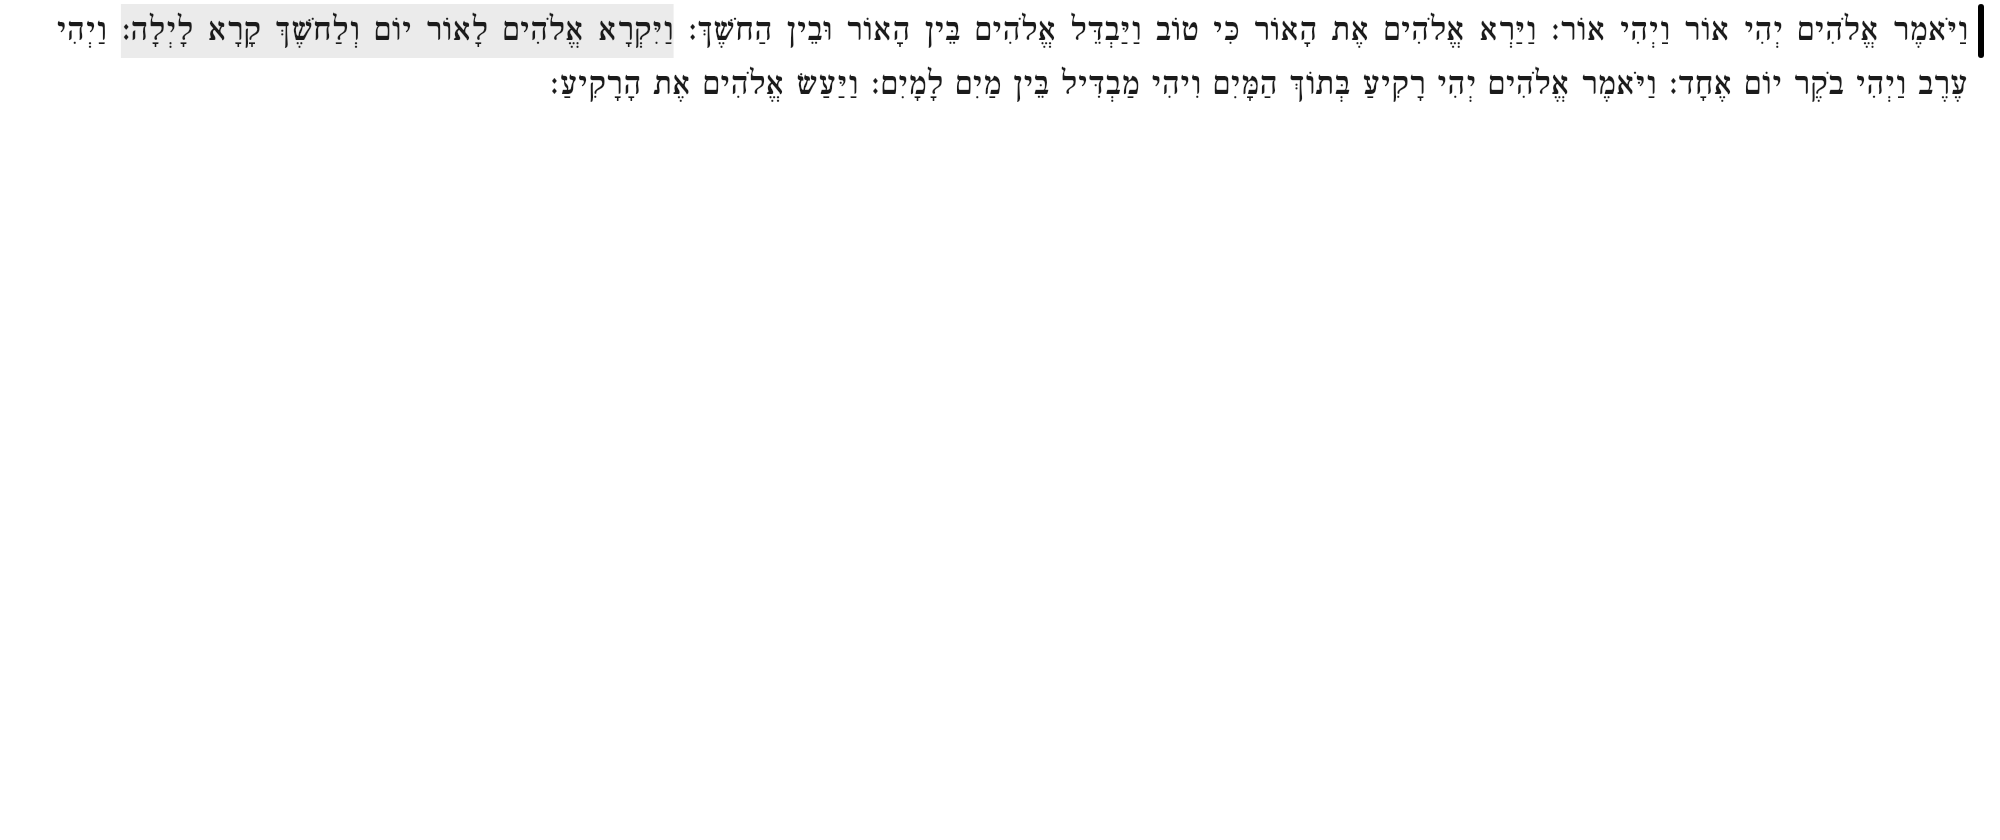 וַיֹּאמֶר אֱלֹהִים יְהִי אוֹר וַיְהִי אוֹר׃ וַיַּרְא אֱלֹהִים אֶת הָאוֹר כִּי טוֹב וַיַּבְדֵּל אֱלֹהִים בֵּין הָאוֹר וּבֵין הַחֹשֶׁךְ׃ וַיִּקְרָא אֱלֹהִים לָאוֹר יוֹם וְלַחֹשֶׁךְ קָרָא לָיְלָה׃ וַיְהִי
עֶרֶב וַיְהִי בֹקֶר יוֹם אֶחָד׃ וַיֹּאמֶר אֱלֹהִים יְהִי רָקִיעַ בְּתוֹךְ הַמָּיִם וִיהִי מַבְדִּיל בֵּין מַיִם לָמָיִם׃ וַיַּעַשׂ אֱלֹהִים אֶת הָרָקִיעַ׃